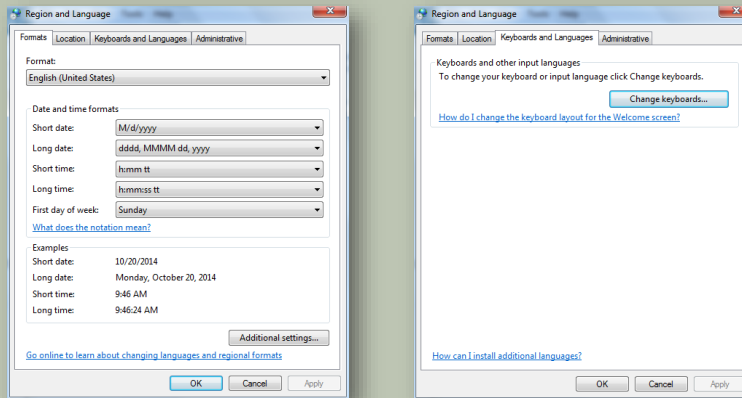 Region and Language
Formats Location Keyboards and Languages Administrative
Format:
English (United States)
Date and time formats
Short date: M/d/yyyy
Long date: dddd, MMMM dd, yyyy
Short time: h:mm tt
Long time: h:mm:ss tt
First day of week: Sunday
What does the notation mean?
Examples
Short date: 10/20/2014
Long date: Monday, October 20, 2014
Short time: 9:46 AM
Long time: 9:46:24 AM
Additional settings...
Go online to learn about changing languages and regional formats
OK Cancel Apply
Region and Language
Formats Location Keyboards and Languages Administrative
Keyboards and other input languages
To change your keyboard or input language click Change keyboards.
Change keyboards...
How do I change the keyboard layout for the Welcome screen?
How can I install additional languages?
OK Cancel Apply